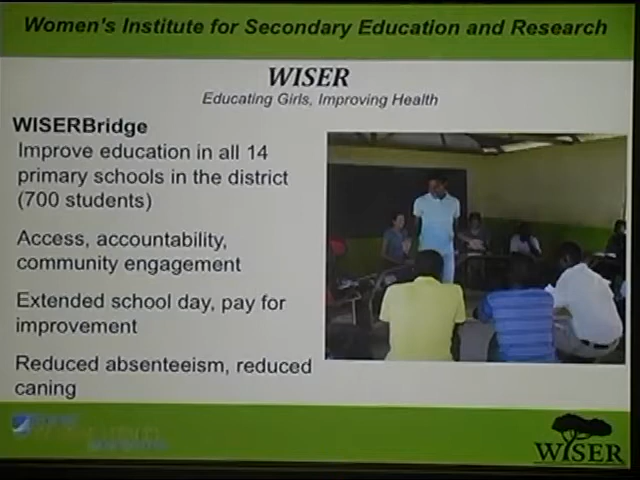 Women's Institute for Secondary Education and Research
WISER
Educating Girls, Improving Health
WISERBridge
Improve education in all 14
primary schools in the district
(700 students)
Access, accountability,
community engagement
Extended school day, pay for
improvement
Reduced absenteeism, reduced
caning
WISER